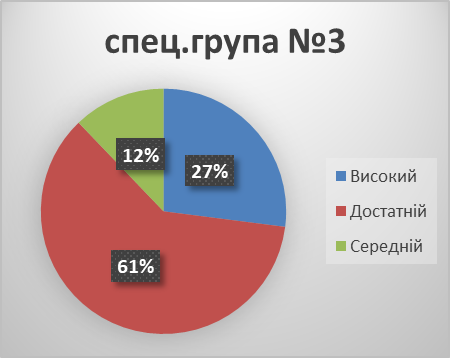 спец.група №3
12%
27%
61%
Високий
Достатній
Середній